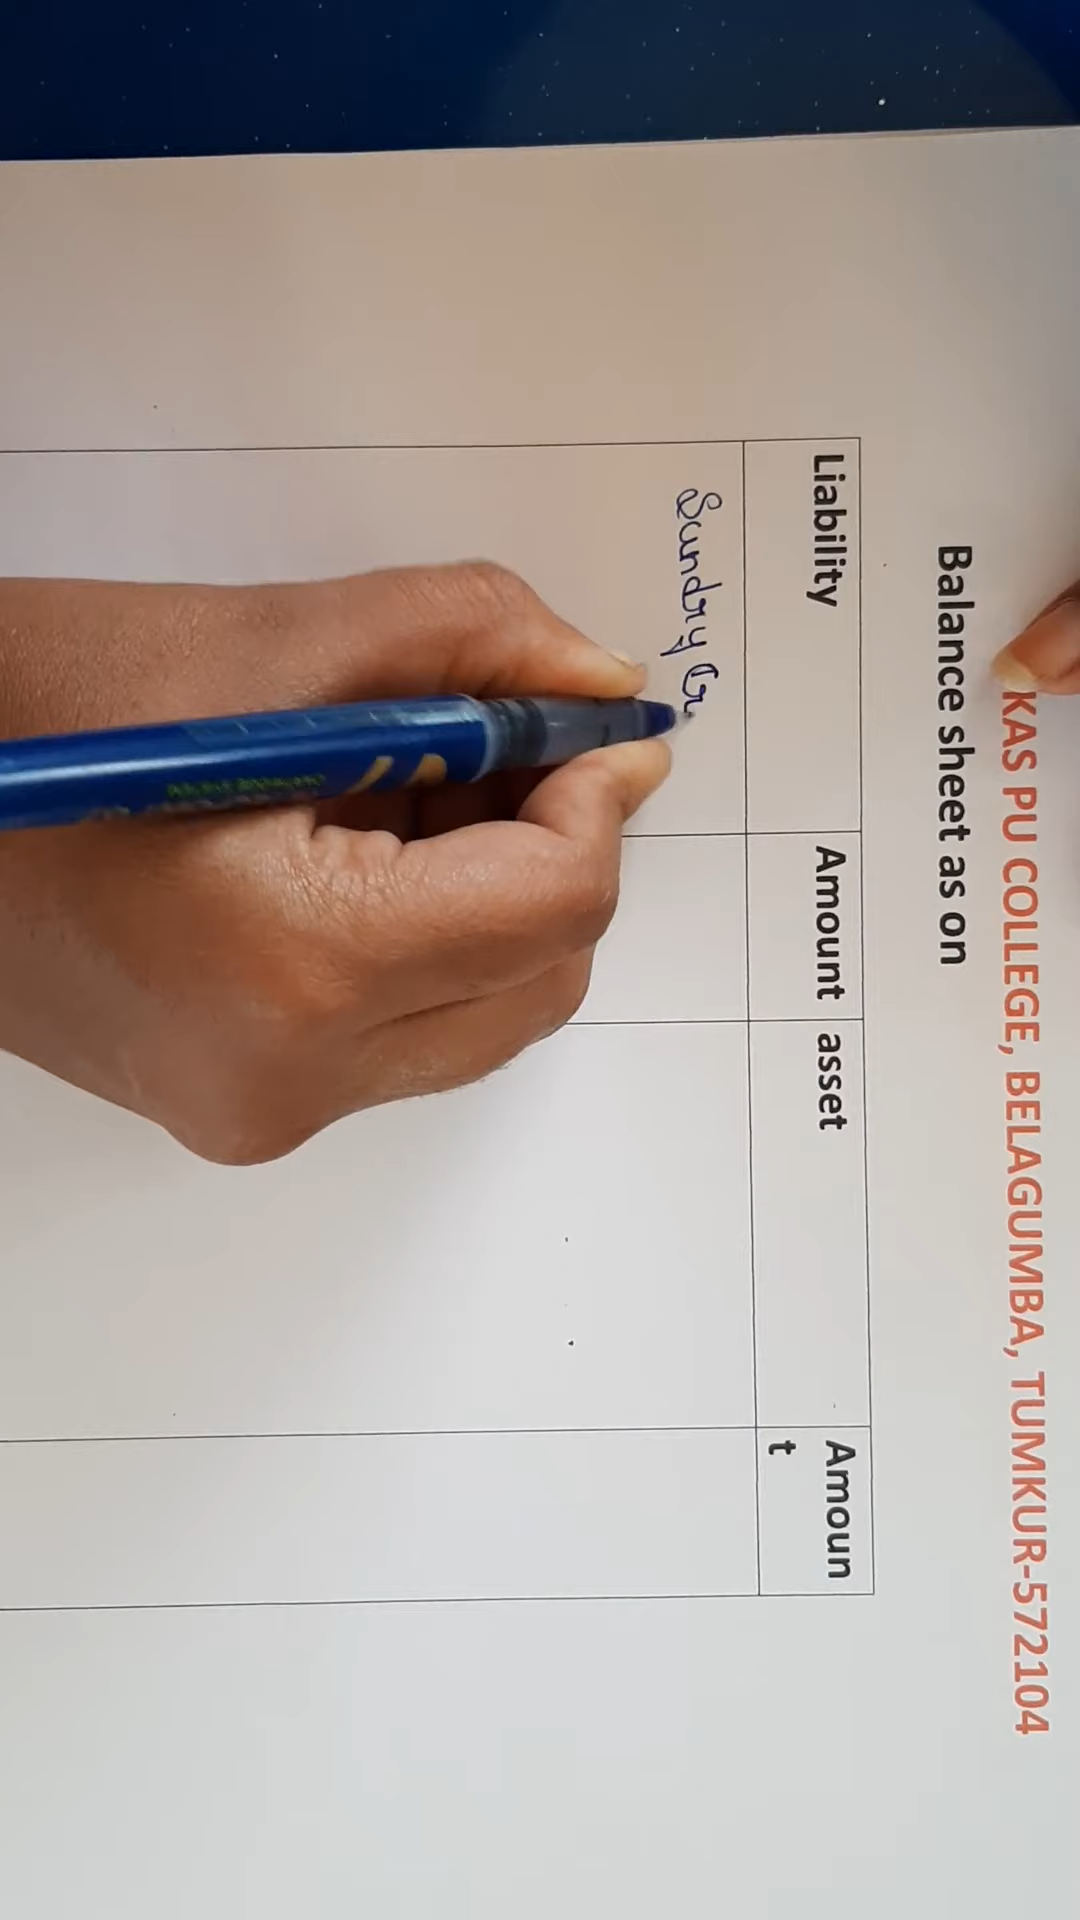 KAS PU COLLEGE, BELAGUMBA, TUMKUR-572104
Balance sheet as on
Liability Amount asset Amoun
t
Sundry Cr